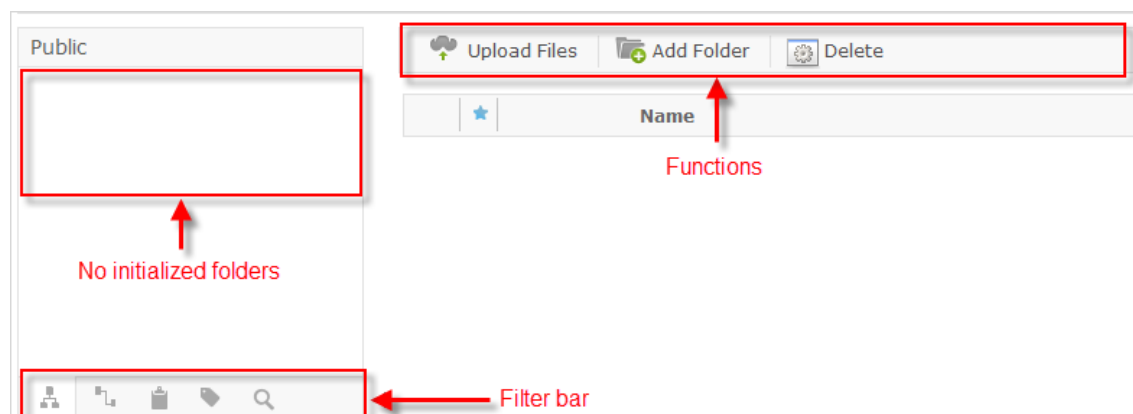 Public
Upload Files
Add Folder
Delete
Name
Functions
No initialized folders
Filter bar